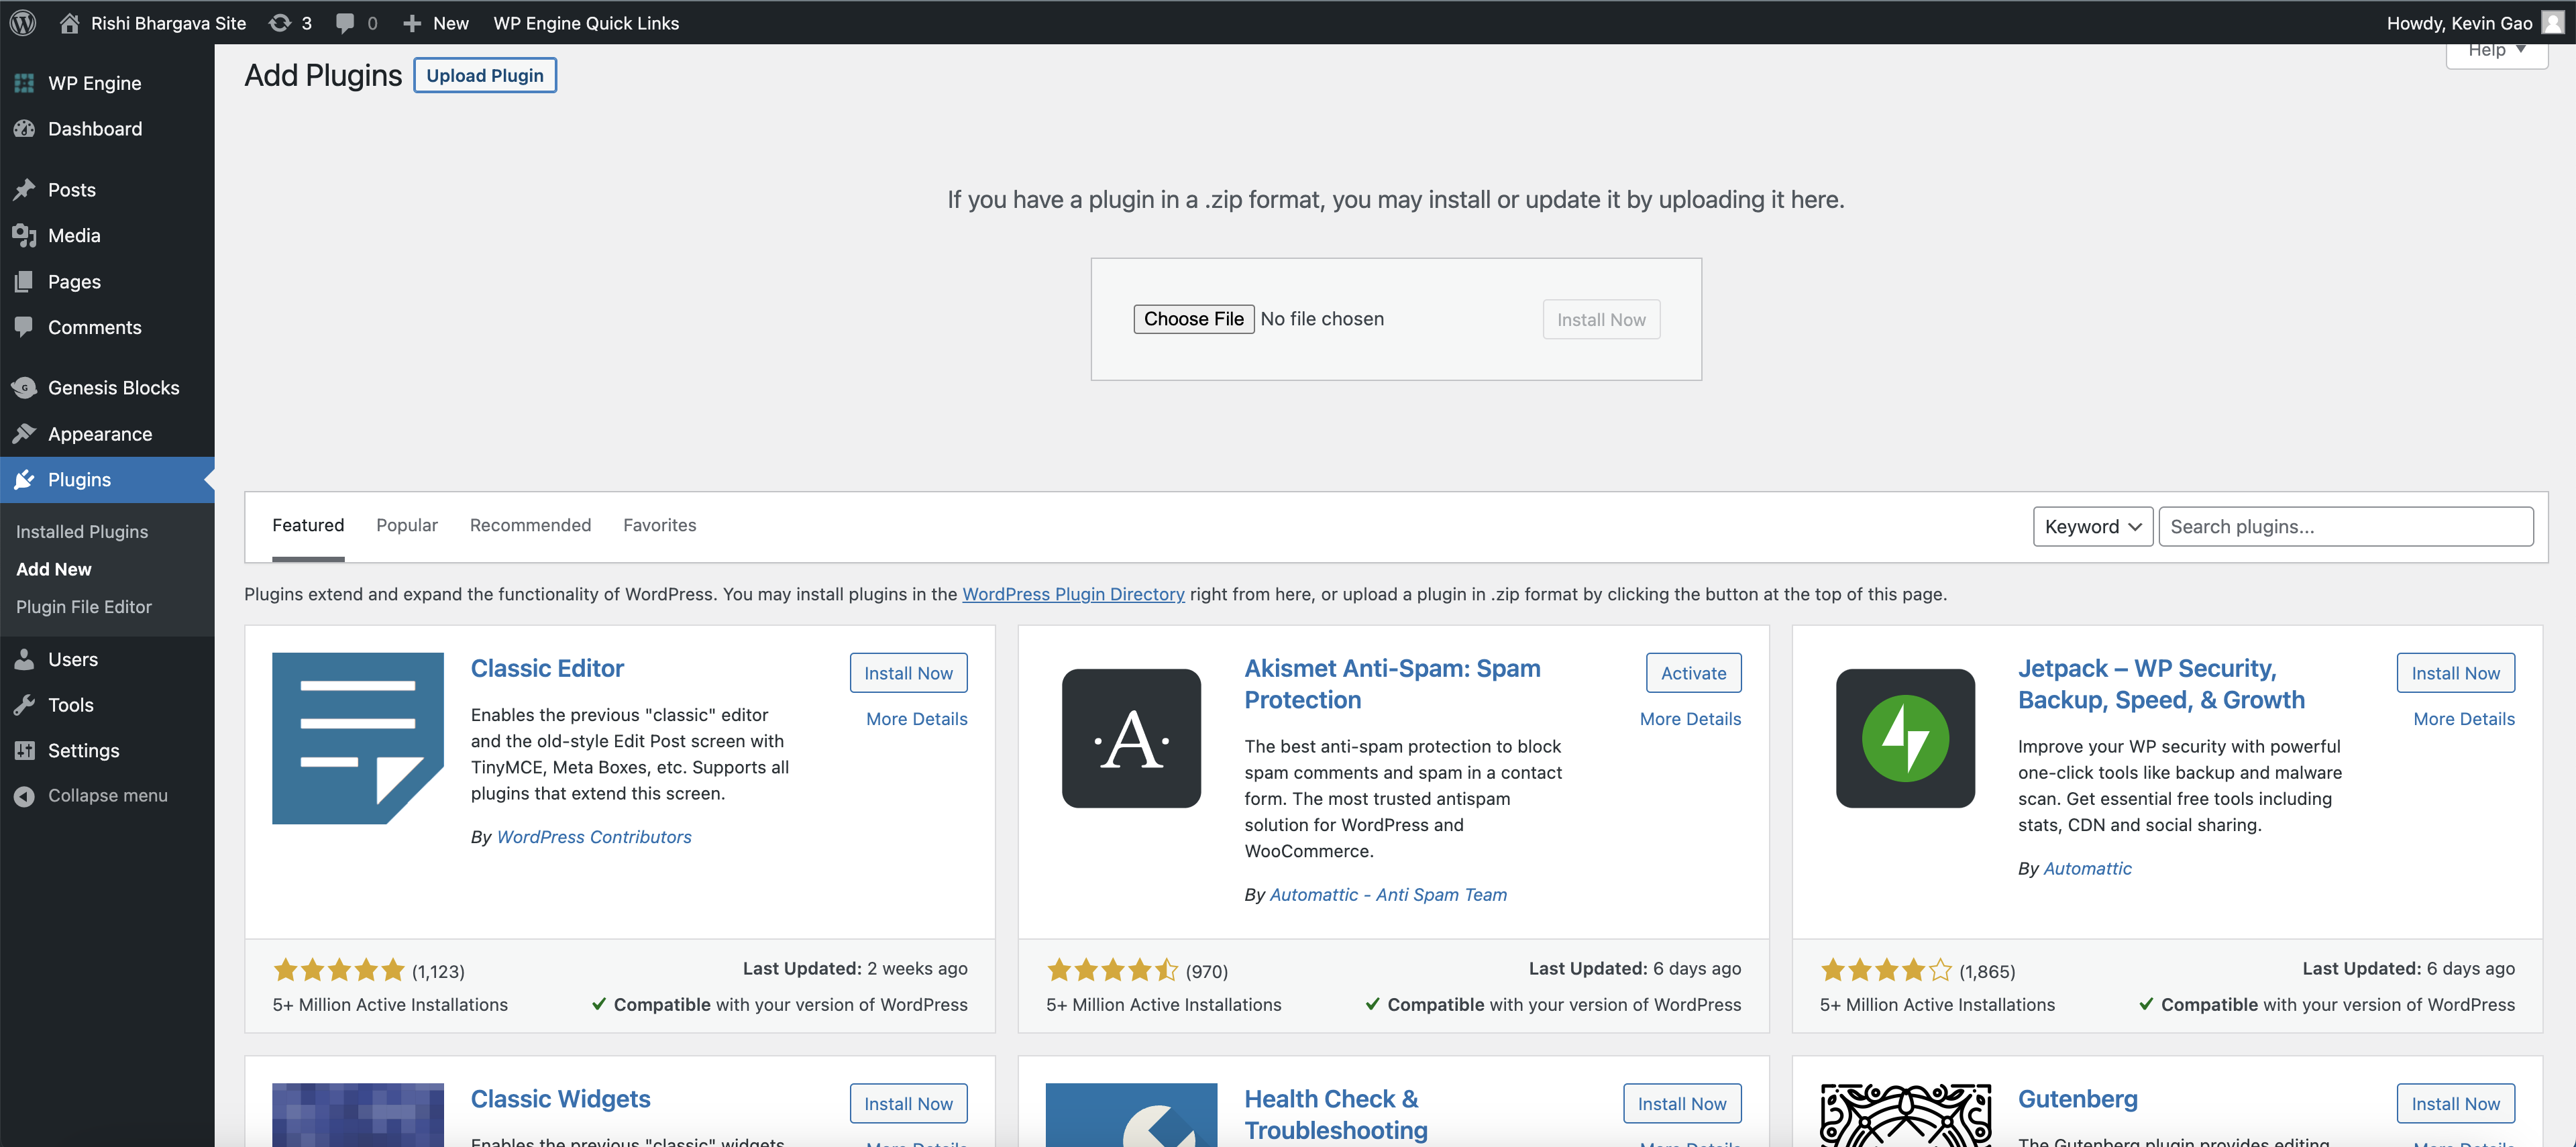 Rishi Bhargava Site 3 0 New WP Engine Quick Links Howdy, Kevin Gao
Help
WP Engine
Dashboard
Posts
Media
Pages
Comments
Genesis Blocks
Appearance
Plugins
Installed Plugins
Add New
Plugin File Editor
Users
Tools
Settings
Collapse menu
Add Plugins Upload Plugin
If you have a plugin in a .zip format, you may install or update it by uploading it here.
Choose File No file chosen Install Now
Featured Popular Recommended Favorites Keyword Search plugins...
Plugins extend and expand the functionality of WordPress. You may install plugins in the WordPress Plugin Directory right from here, or upload a plugin in .zip format by clicking the button at the top of this page.
Classic Editor
Install Now
More Details
Enables the previous "classic" editor
and the old-style Edit Post screen with
TinyMCE, Meta Boxes, etc. Supports all
plugins that extend this screen.
By WordPress Contributors
(1,123)
Last Updated: 2 weeks ago
5+ Million Active Installations
Compatible with your version of WordPress
·A·
Akismet Anti-Spam: Spam
Protection
Activate
More Details
The best anti-spam protection to block
spam comments and spam in a contact
form. The most trusted antispam
solution for WordPress and
WooCommerce.
By Automattic - Anti Spam Team
(970)
Last Updated: 6 days ago
5+ Million Active Installations
Compatible with your version of WordPress
Jetpack – WP Security,
Backup, Speed, & Growth
Install Now
More Details
Improve your WP security with powerful
one-click tools like backup and malware
scan. Get essential free tools including
stats, CDN and social sharing.
By Automattic
(1,865)
Last Updated: 6 days ago
5+ Million Active Installations
Compatible with your version of WordPress
Classic Widgets
Install Now
More Details
Enables the previous "classic" widgets
Health Check &
Troubleshooting
Install Now
More Details
Gutenberg
Install Now
More Details
The Gutenberg plugin provides editing